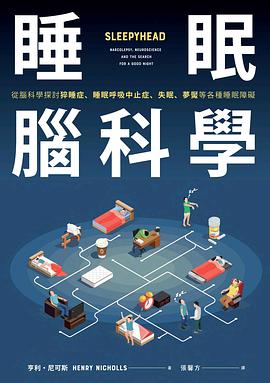 睡眠
SLEEPYHEAD
NARCOLEPSY, NEUROSCIENCE
AND THE SEARCH
FOR A GOOD NIGHT
腦科學
從腦科學探討猝睡症、睡眠呼吸中止症、失眠、夢魘等各種睡眠障礙
亨利・尼可斯 HENRY NICHOLLS 著
張馨方 譯